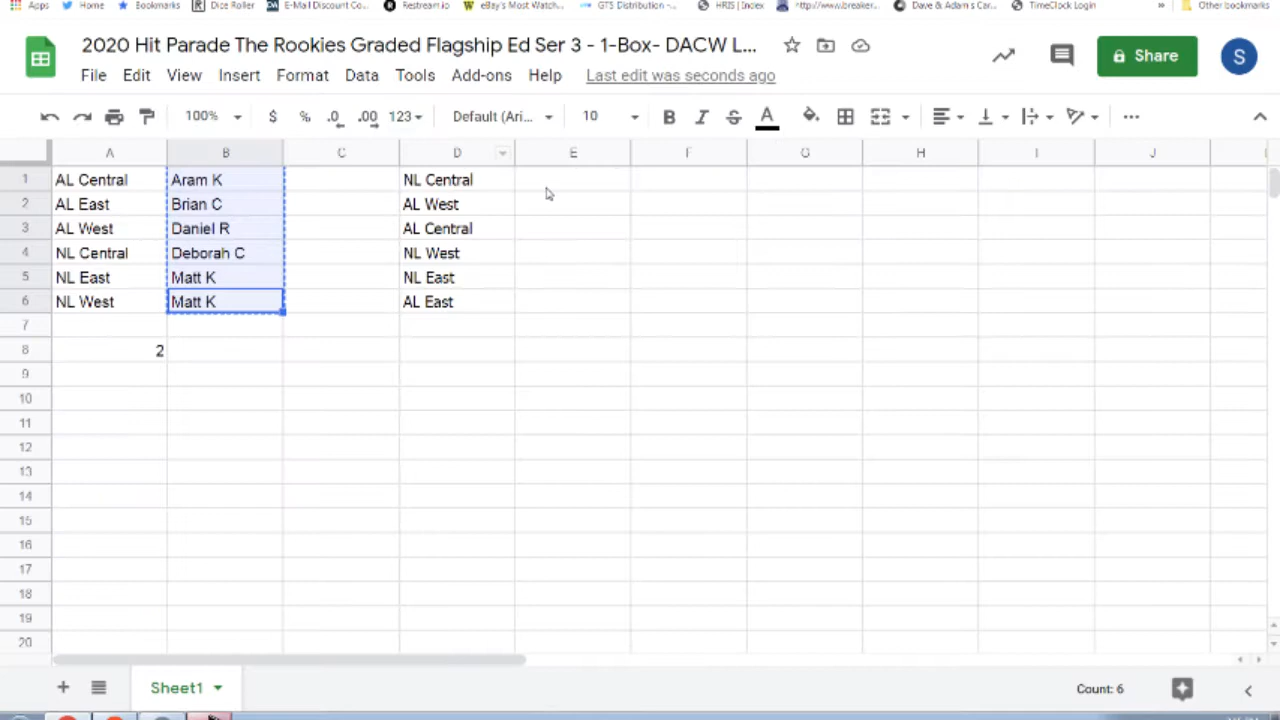 Apps Twitter Home Bookmarks Dice Roller E-Mail Discount Co... Restream.io eBay's Most Watch... GTS Distribution -... HRIS | Index http://www.breaker... Dave & Adam's Car... TimeClock Login » Other bookmarks
2020 Hit Parade The Rookies Graded Flagship Ed Ser 3 - 1-Box- DACW L...
Share
S
File Edit View Insert Format Data Tools Add-ons Help Last edit was seconds ago
100% $ % .0 .00 123 Default (Ari... 10 B I S A
A B C D E F G H I J
1 AL Central Aram K NL Central
2 AL East Brian C AL West
3 AL West Daniel R AL Central
4 NL Central Deborah C NL West
5 NL East Matt K NL East
6 NL West Matt K AL East
7
8 2
9
10
11
12
13
14
15
16
17
18
19
20
+ Sheet1 Count: 6